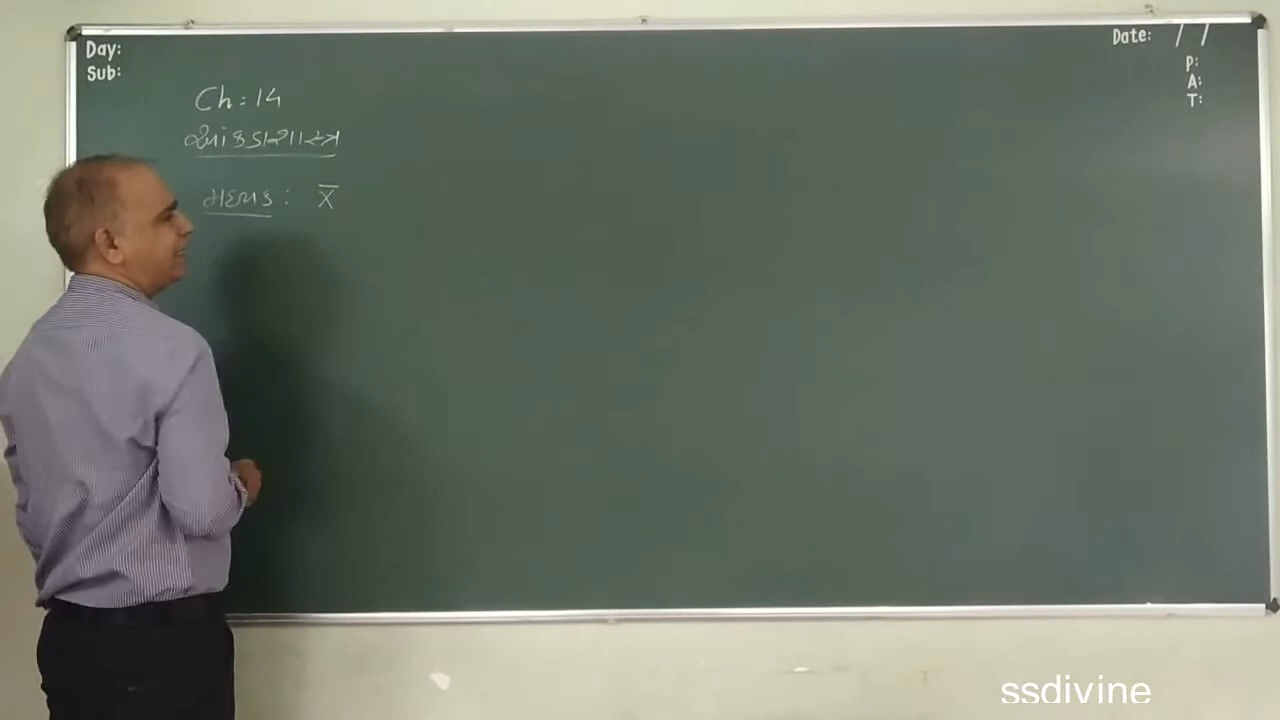 Day:
Sub:
Date: / /
P:
A:
T:
Ch: 14
આંકડાશાસ્ત્ર
મધ્યક : x̄
ssdivine